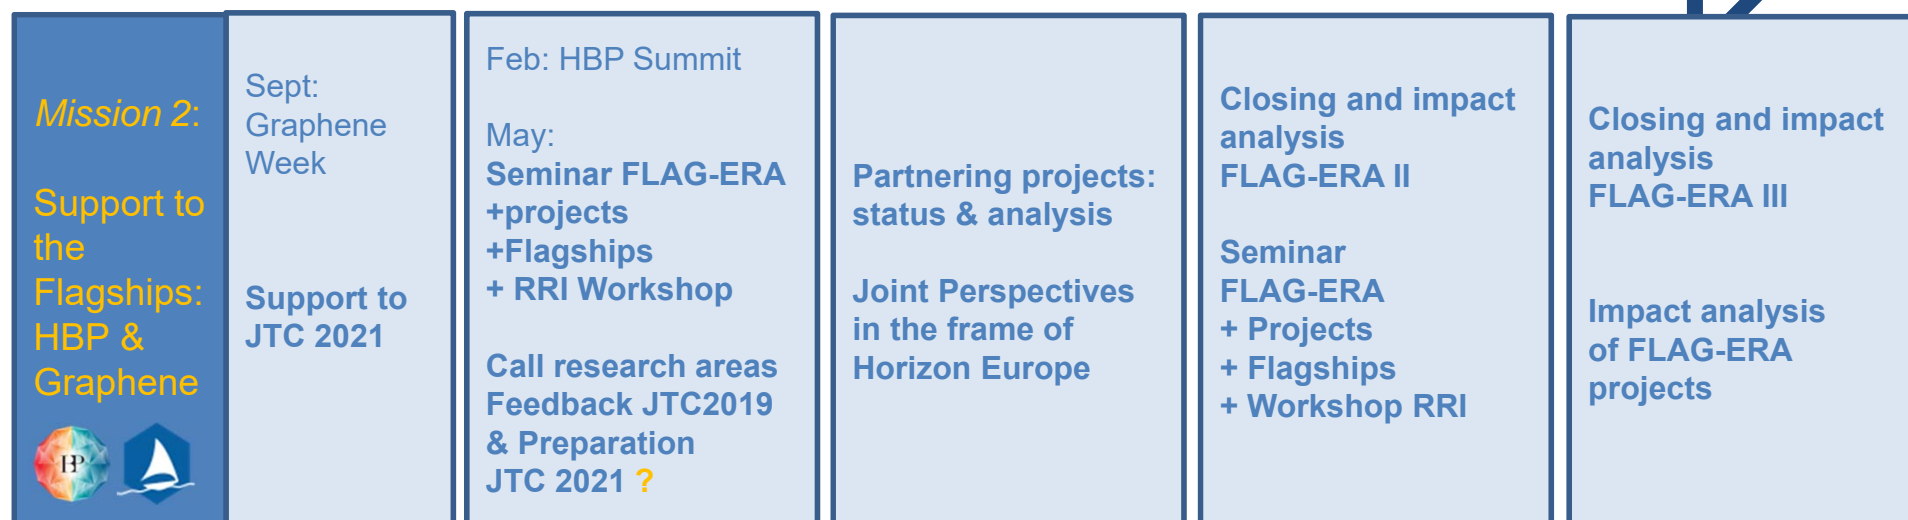 Mission 2:
Support to
the
Flagships:
HBP &
Graphene
HP
Sept:
Graphene
Week
Support to
JTC 2021
Feb: HBP Summit
May:
Seminar FLAG-ERA
+projects
+Flagships
+ RRI Workshop
Call research areas
Feedback JTC2019
& Preparation
JTC 2021 ?
Partnering projects:
status & analysis
Joint Perspectives
in the frame of
Horizon Europe
Closing and impact
analysis
FLAG-ERA II
Seminar
FLAG-ERA
+ Projects
+ Flagships
+ Workshop RRI
Closing and impact
analysis
FLAG-ERA III
Impact analysis
of FLAG-ERA
projects